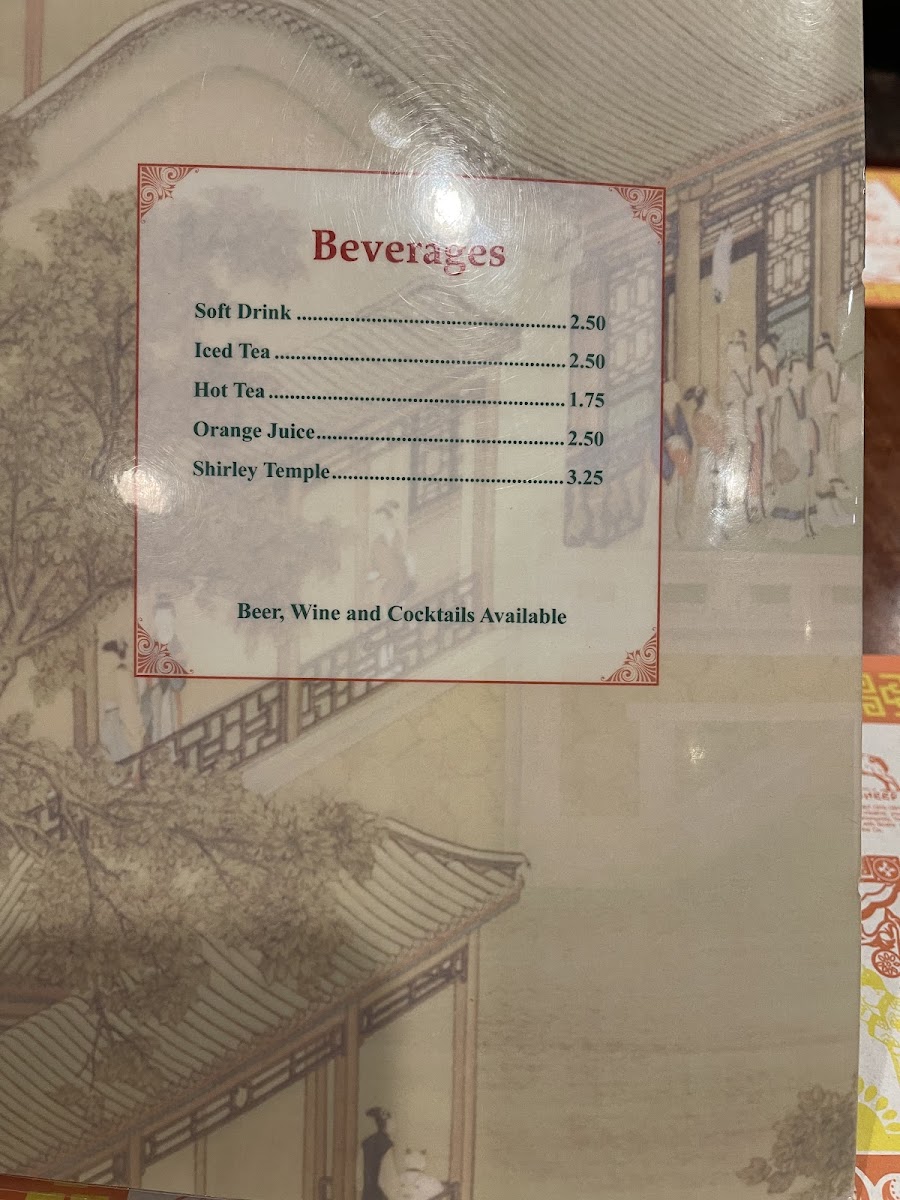 Beverages
Soft Drink ................................................ 2.50
Iced Tea .................................................... 2.50
Hot Tea ..................................................... 1.75
Orange Juice............................................ 2.50
Shirley Temple......................................... 3.25
Beer, Wine and Cocktails Available